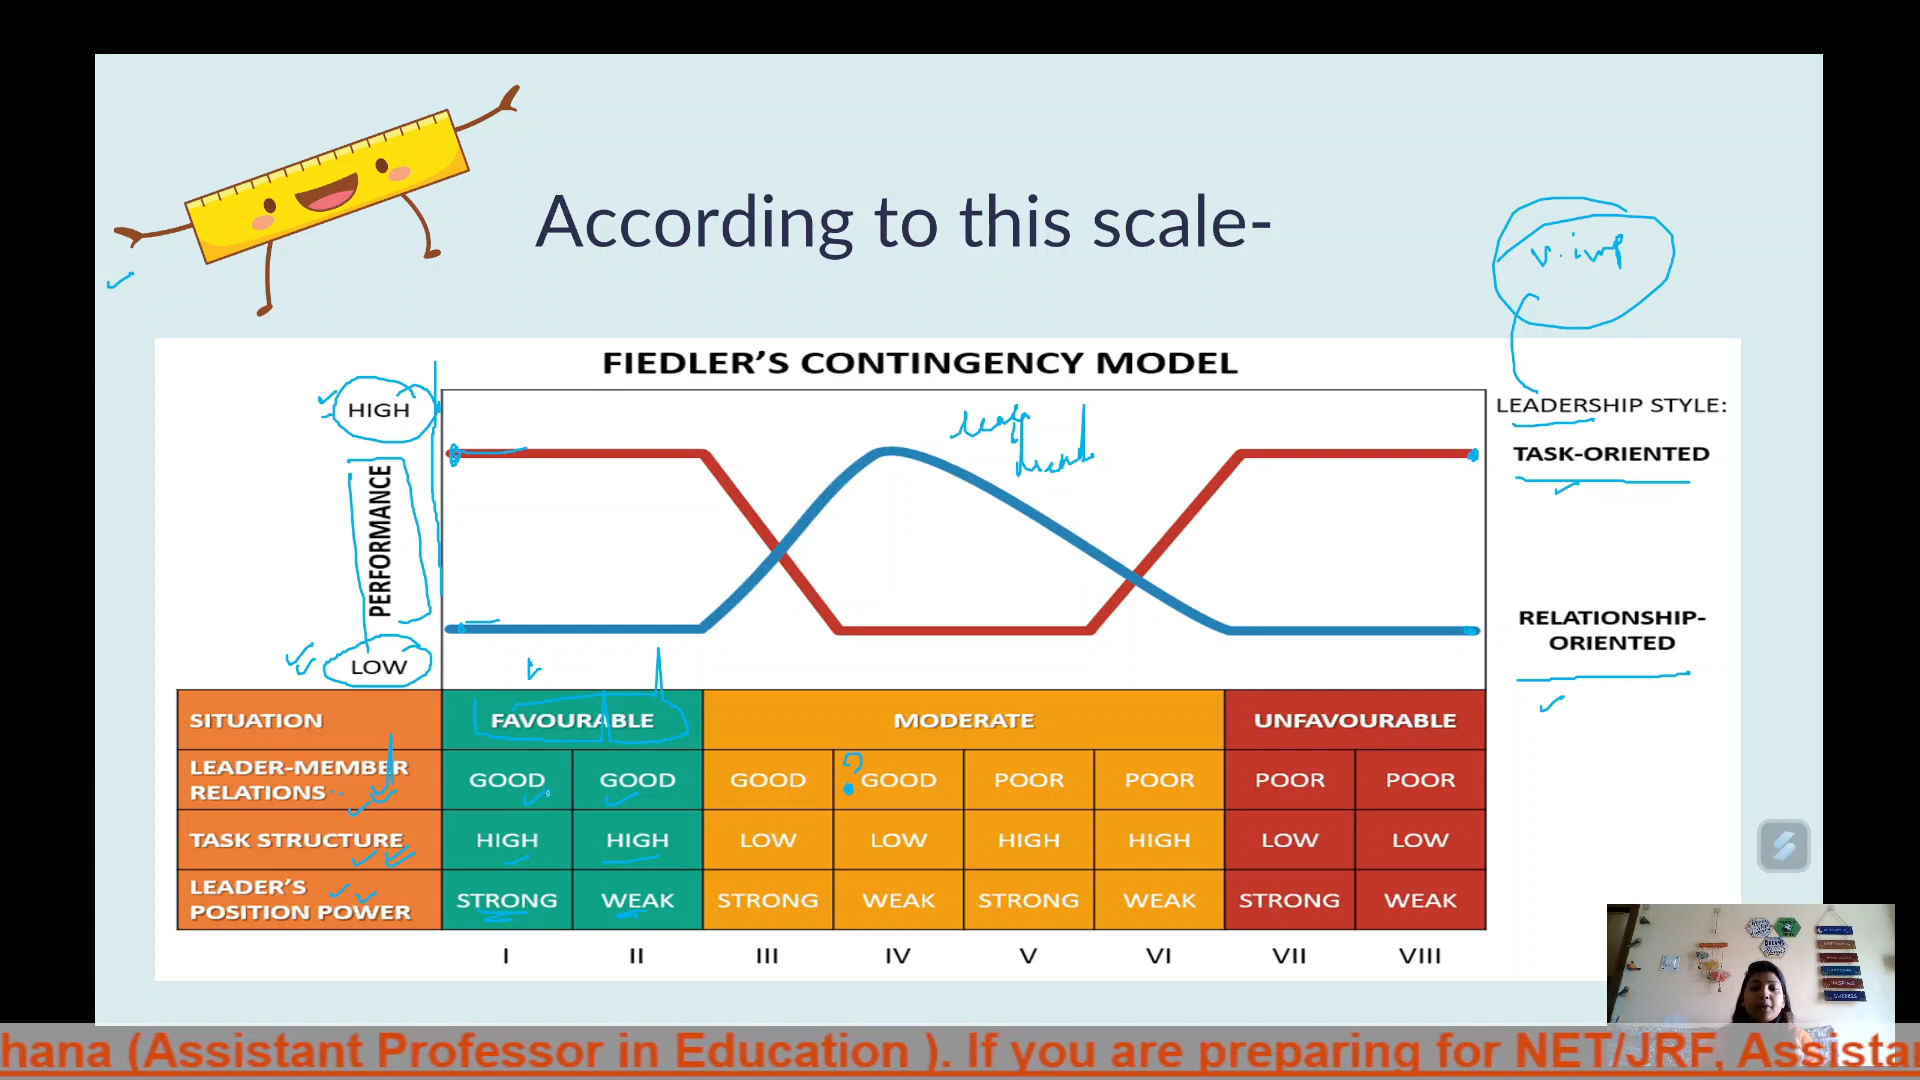 According to this scale-
v. imp
FIEDLER'S CONTINGENCY MODEL
HIGH
PERFORMANCE
LOW
LEADERSHIP STYLE:
TASK-ORIENTED
RELATIONSHIP-
ORIENTED
SITUATION FAVOURABLE MODERATE UNFAVOURABLE
LEADER-MEMBER
RELATIONS GOOD GOOD GOOD ? GOOD POOR POOR POOR POOR
TASK STRUCTURE HIGH HIGH LOW LOW HIGH HIGH LOW LOW
LEADER'S
POSITION POWER STRONG WEAK STRONG WEAK STRONG WEAK STRONG WEAK
I II III IV V VI VII VIII
hana (Assistant Professor in Education ). If you are preparing for NET/JRF, Assista